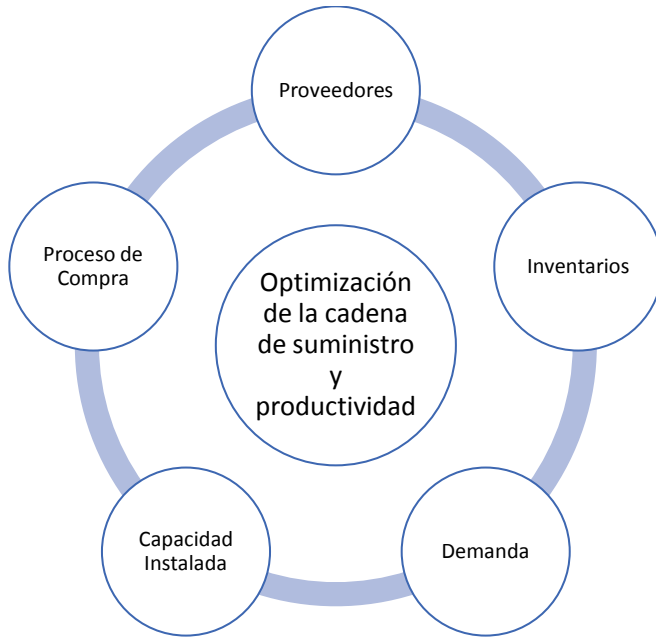 Proveedores
Inventarios
Demanda
Capacidad
Instalada
Proceso de
Compra
Optimización
de la cadena
de suministro
y
productividad